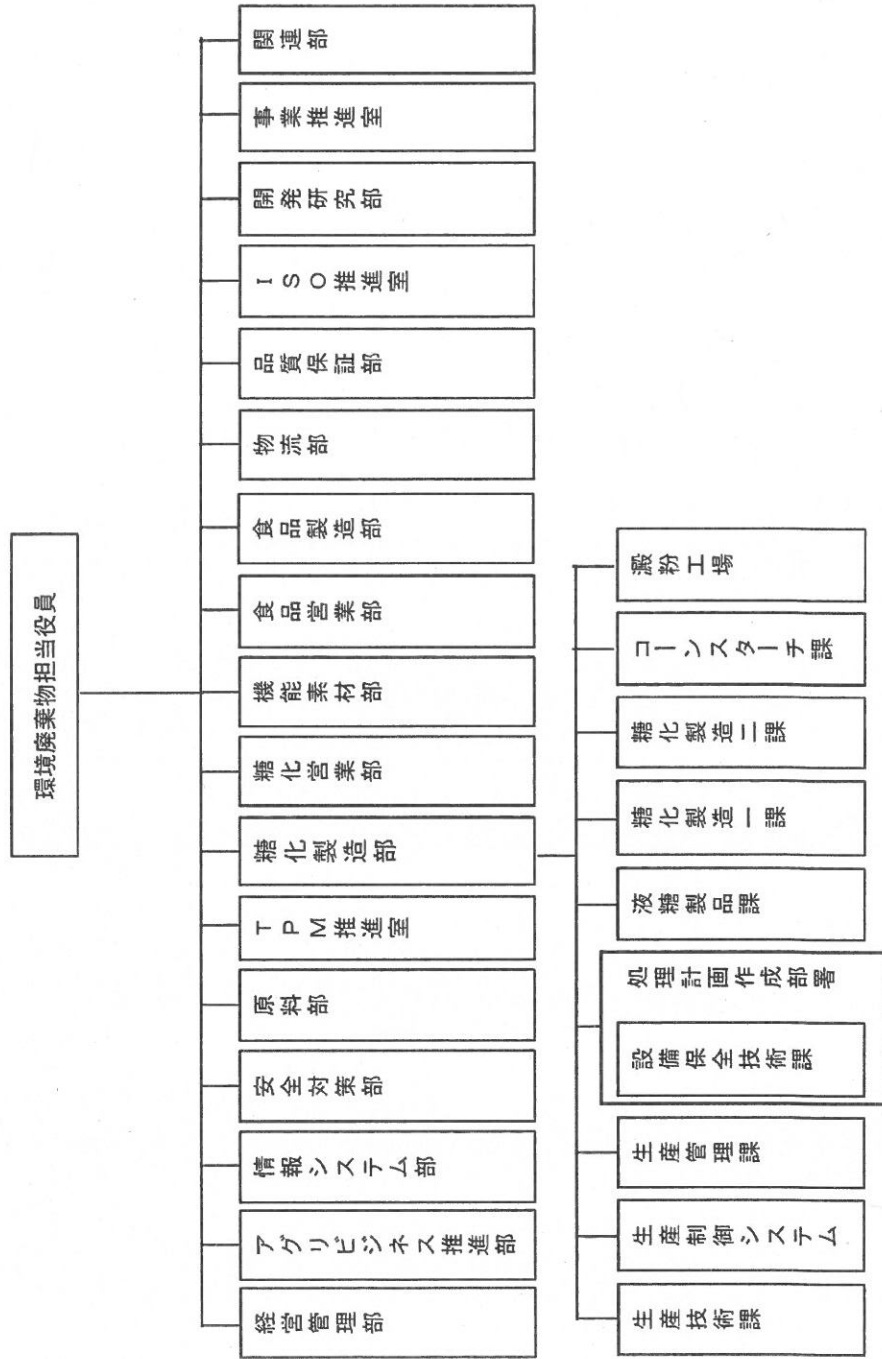 環境廃棄物担当役員
経営管理部
アグリビジネス推進部
情報システム部
安全対策部
原料部
TPM推進室
糖化製造部
糖化営業部
機能素材部
食品営業部
食品製造部
物流部
品質保証部
ISO推進室
開発研究部
事業推進室
関連部
生産技術課
生産制御システム
生産管理課
処理計画作成部署
設備保全技術課
液糖製品課
糖化製造一課
糖化製造二課
コーンスターチ課
澱粉工場